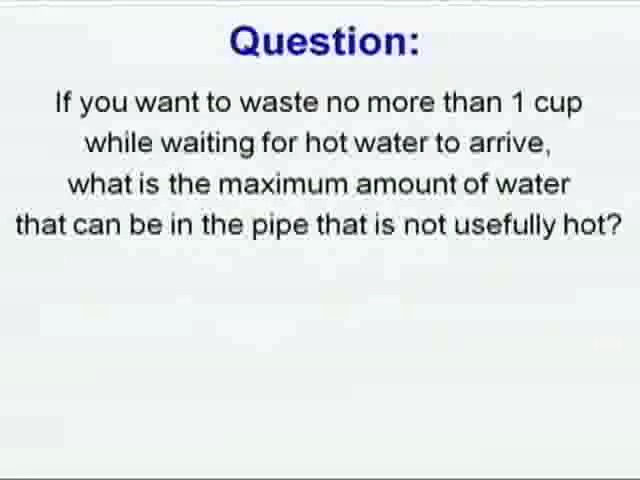 Question:
If you want to waste no more than 1 cup
while waiting for hot water to arrive,
what is the maximum amount of water
that can be in the pipe that is not usefully hot?